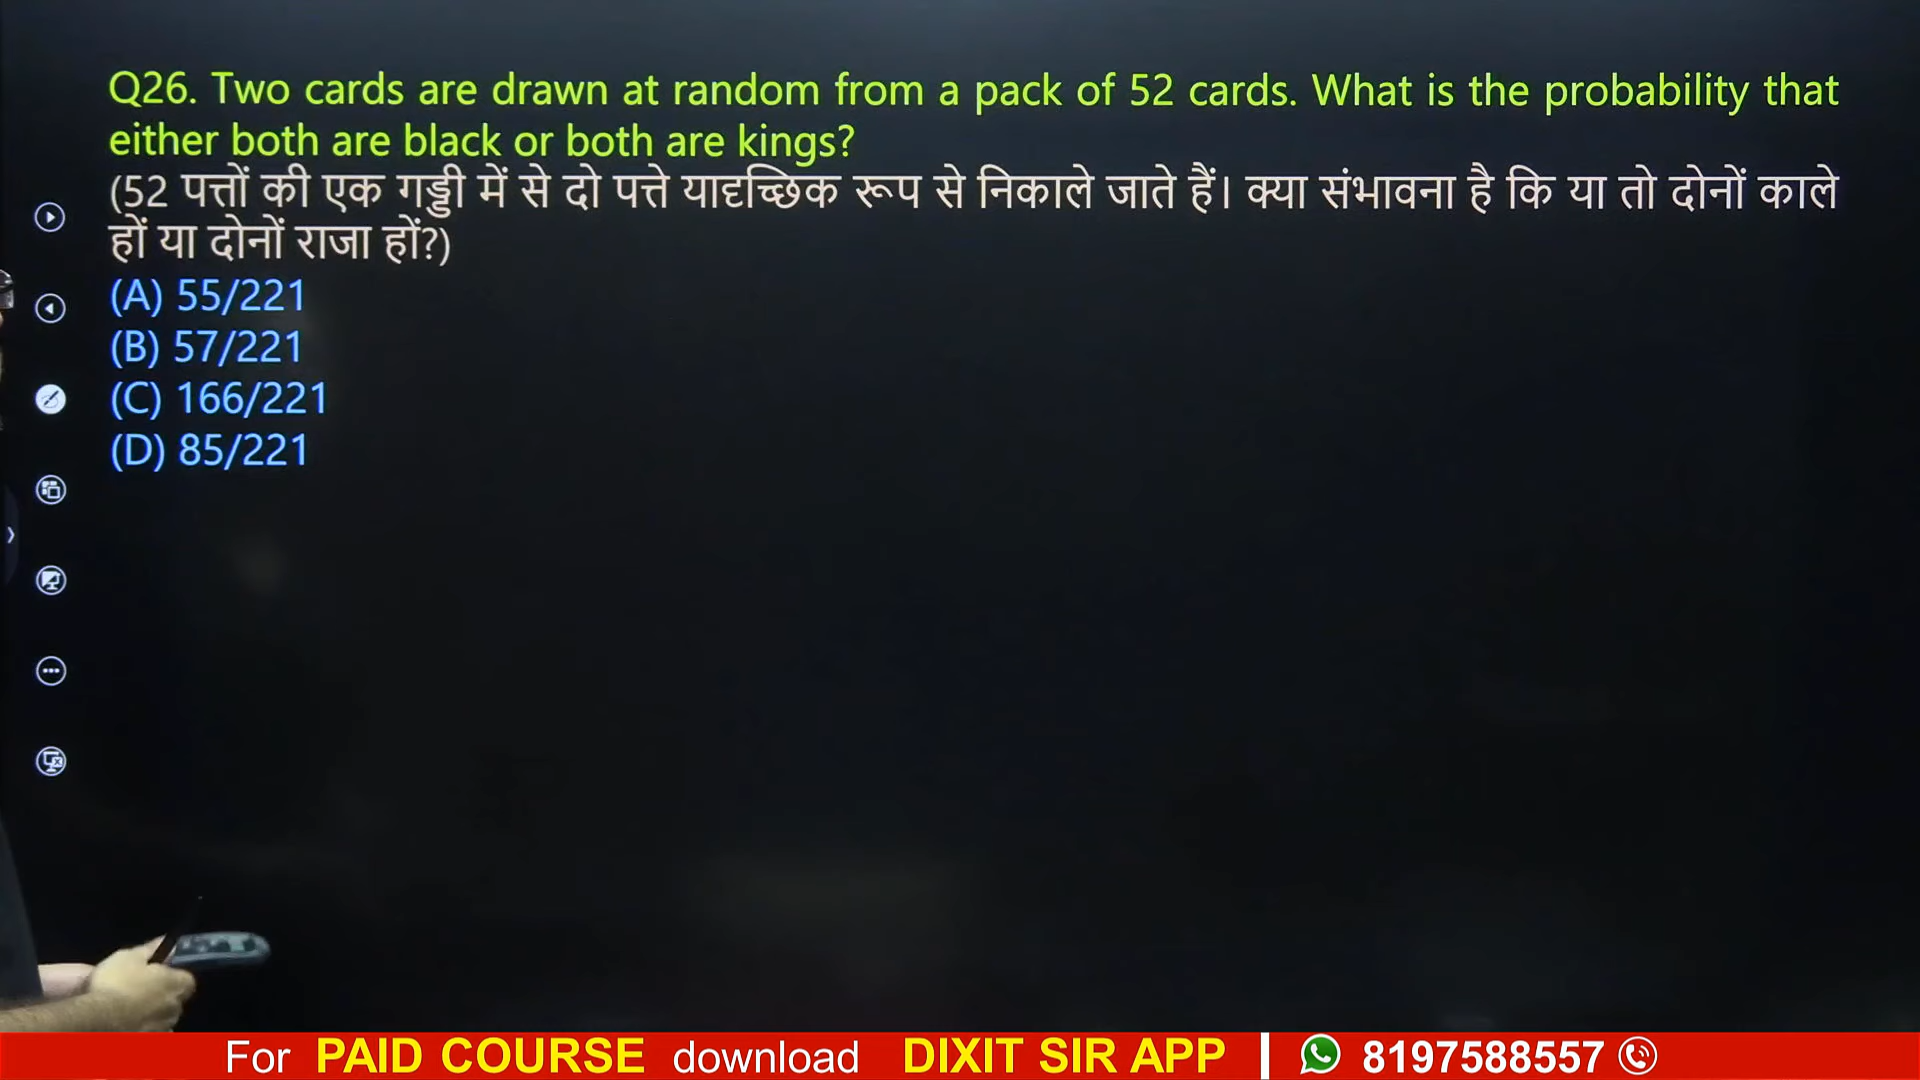 Q26. Two cards are drawn at random from a pack of 52 cards. What is the probability that
either both are black or both are kings?
(52 पत्तों की एक गड्डी में से दो पत्ते यादृच्छिक रूप से निकाले जाते हैं। क्या संभावना है कि या तो दोनों काले
हों या दोनों राजा हों?)
(A) 55/221
(B) 57/221
(C) 166/221
(D) 85/221
For PAID COURSE download DIXIT SIR APP | 8197588557